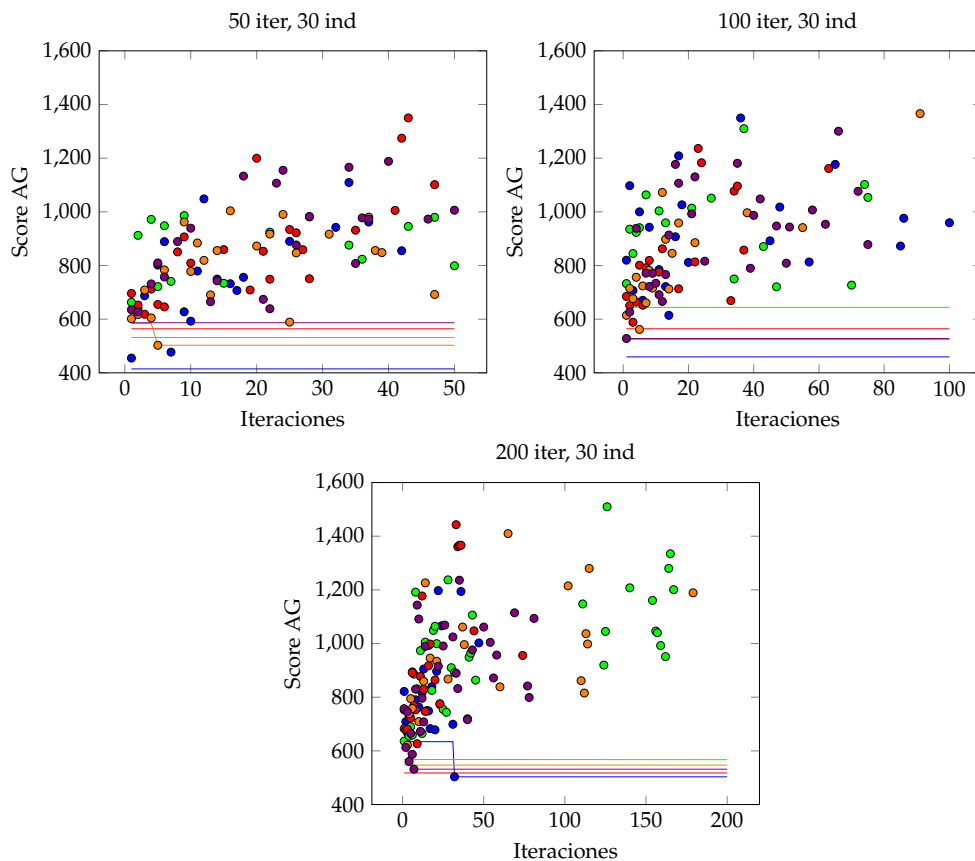 50 iter, 30 ind
1,600
1,400
1,200
1,000
800
600
400
Score AG
0 10 20 30 40 50
Iteraciones
100 iter, 30 ind
1,600
1,400
1,200
1,000
800
600
400
Score AG
0 20 40 60 80 100
Iteraciones
200 iter, 30 ind
1,600
1,400
1,200
1,000
800
600
400
Score AG
0 50 100 150 200
Iteraciones